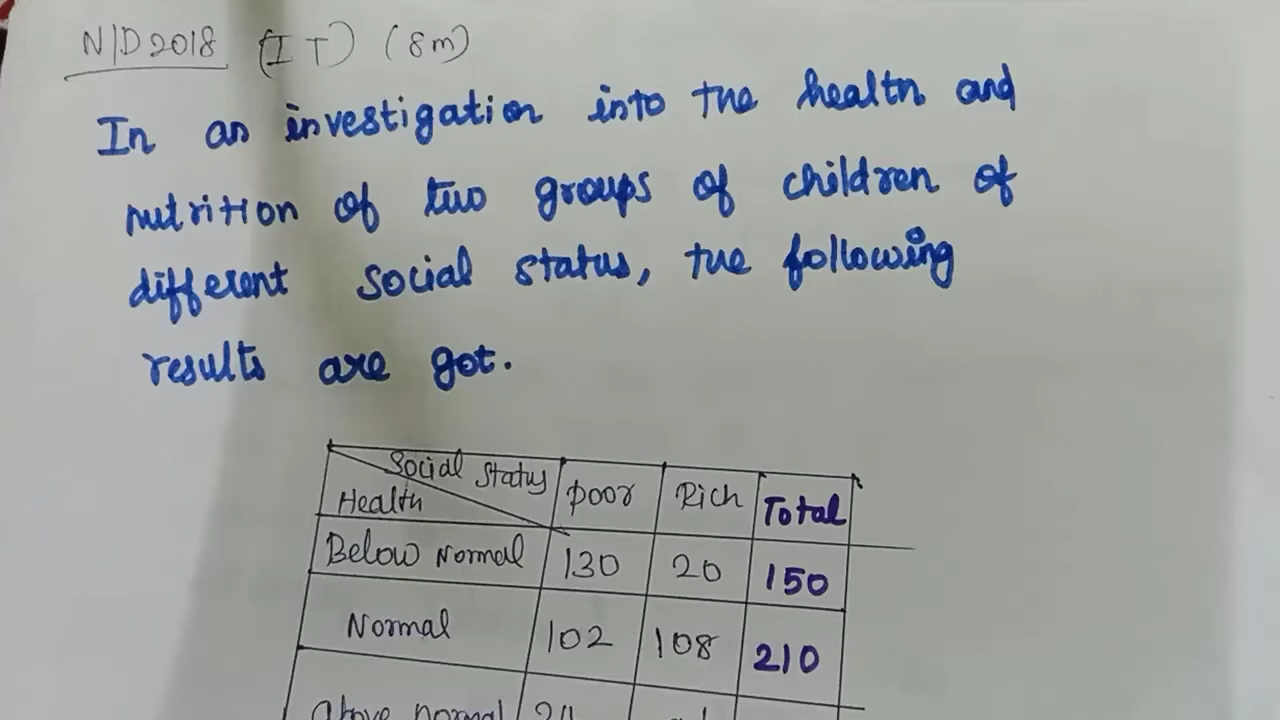 N/D 2018 (IT) (8m)
In an investigation into the health and
nutrition of two groups of children of
different social status, the following
results are got.
Social Status
Health
poor Rich Total
Below Normal 130 20 150
Normal 102 108 210
above normal